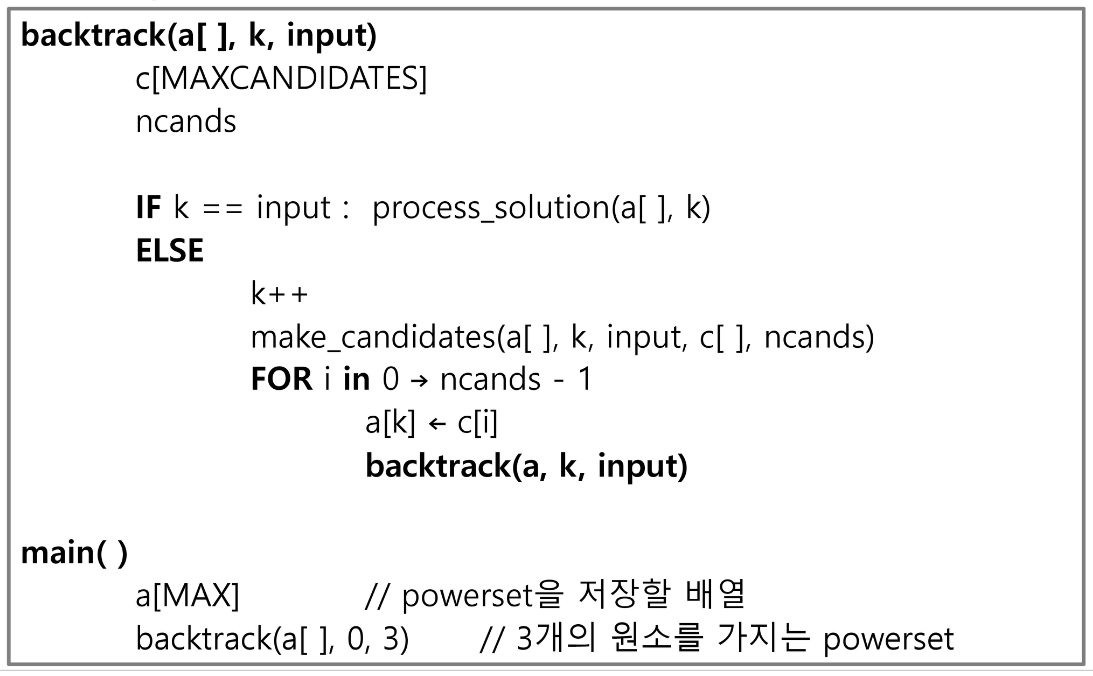 backtrack(a[ ], k, input)
c[MAXCANDIDATES]
ncands
IF k == input :  process_solution(a[ ], k)
ELSE
k++
make_candidates(a[ ], k, input, c[ ], ncands)
FOR i in 0 → ncands - 1
a[k] ← c[i]
backtrack(a, k, input)
main( )
a[MAX] // powerset을 저장할 배열
backtrack(a[ ], 0, 3) // 3개의 원소를 가지는 powerset